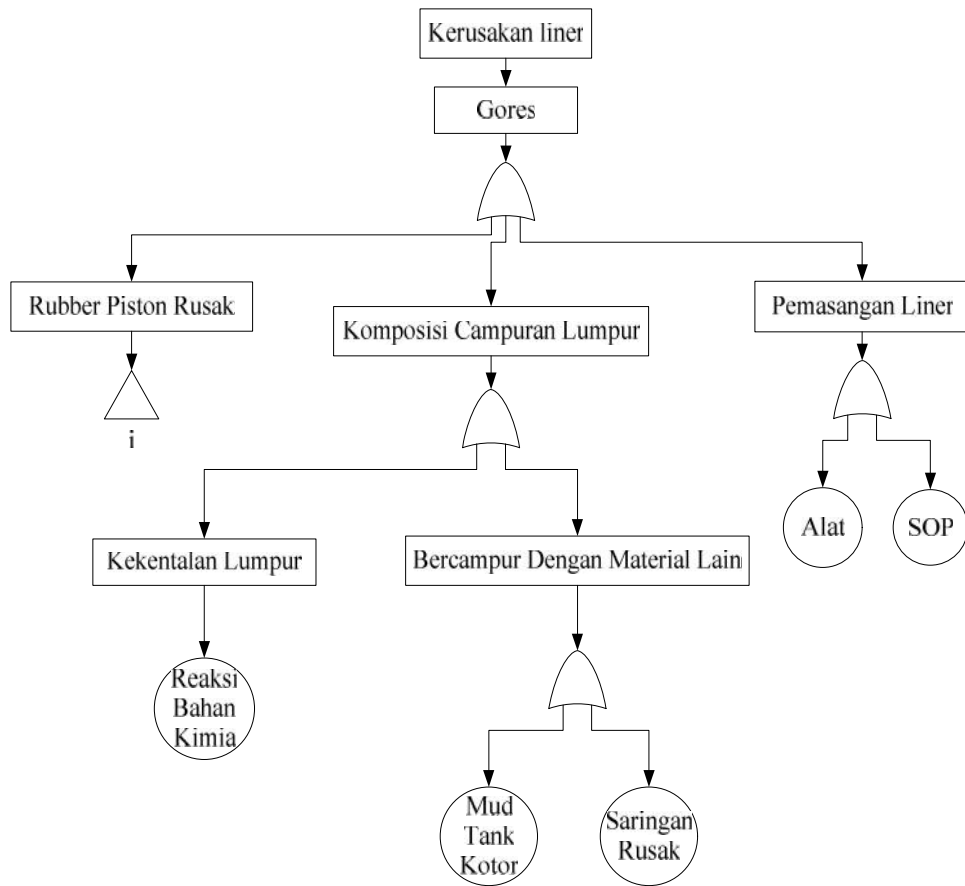 Kerusakan liner
Gores
Rubber Piston Rusak
Komposisi Campuran Lumpur
Pemasangan Liner
i
Alat
SOP
Kekentalan Lumpur
Bercampur Dengan Material Lain
Reaksi
Bahan
Kimia
Mud
Tank
Kotor
Saringan
Rusak